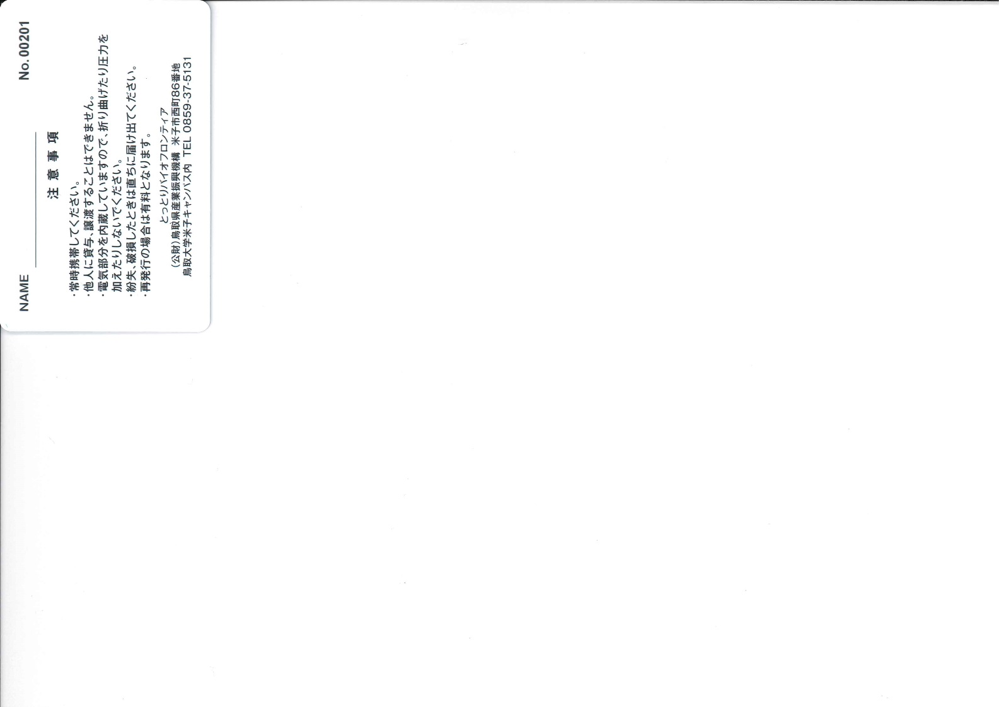 NAME No.00201
注意事項
・常時携帯してください。
・他人に貸与、譲渡することはできません。
・電気部分を内蔵していますので、折り曲げたり圧力を
加えたりしないでください。
・紛失、破損したときは直ちに届け出てください。
・再発行の場合は有料となります。
とっとりバイオフロンティア
(公財)鳥取県産業振興機構 米子市西町86番地
鳥取大学米子キャンパス内 TEL 0859-37-5131